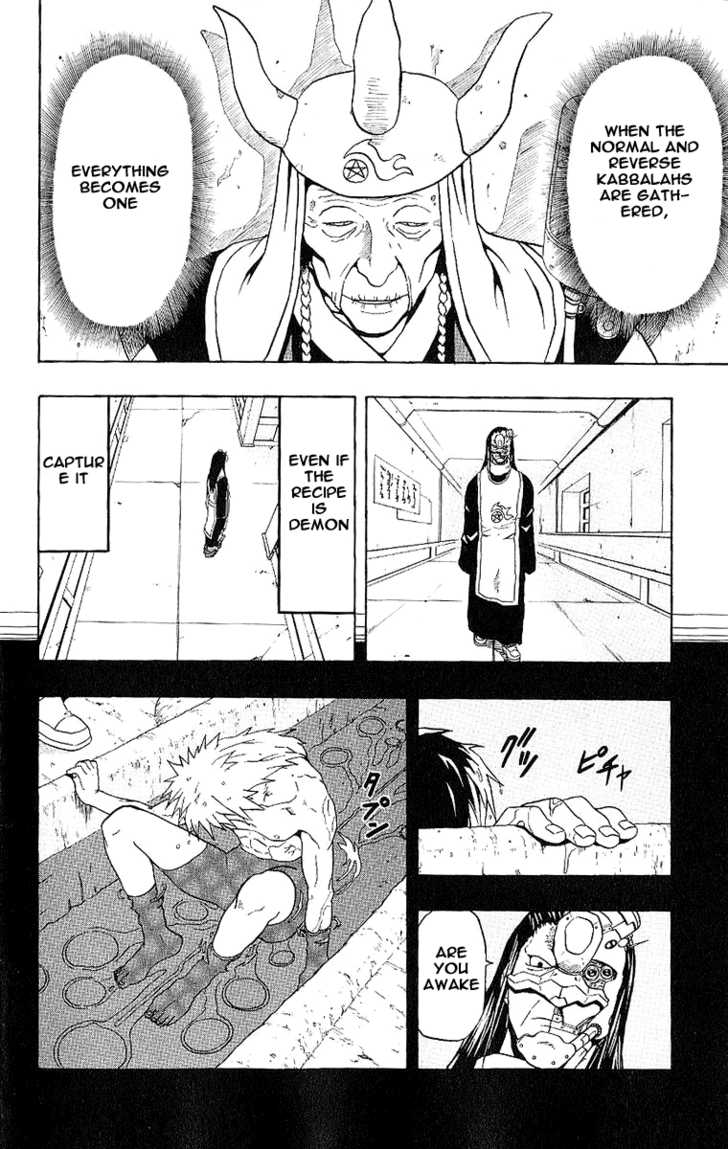 WHEN THE
NORMAL AND
REVERSE
KABBALAHS
ARE GATH-
ERED,
EVERYTHING
BECOMES
ONE
EVEN IF
THE
RECIPE
IS
DEMON
CAPTUR
E IT
グッ
ピチャ
タプン
ARE
YOU
AWAKE